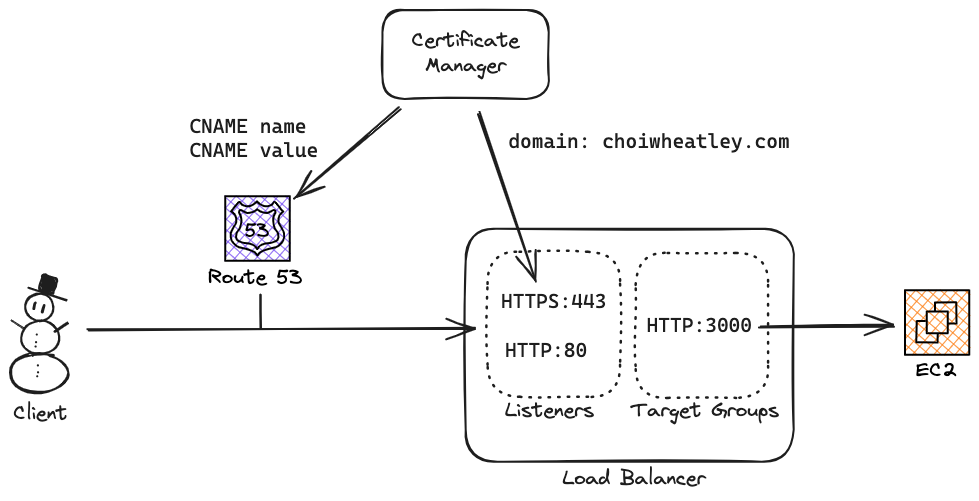 Certificate
Manager
CNAME name
CNAME value
domain: choiwheatley.com
53
Route 53
HTTPS:443
HTTP:80
HTTP:3000
Listeners
Target Groups
Load Balancer
EC2
Client